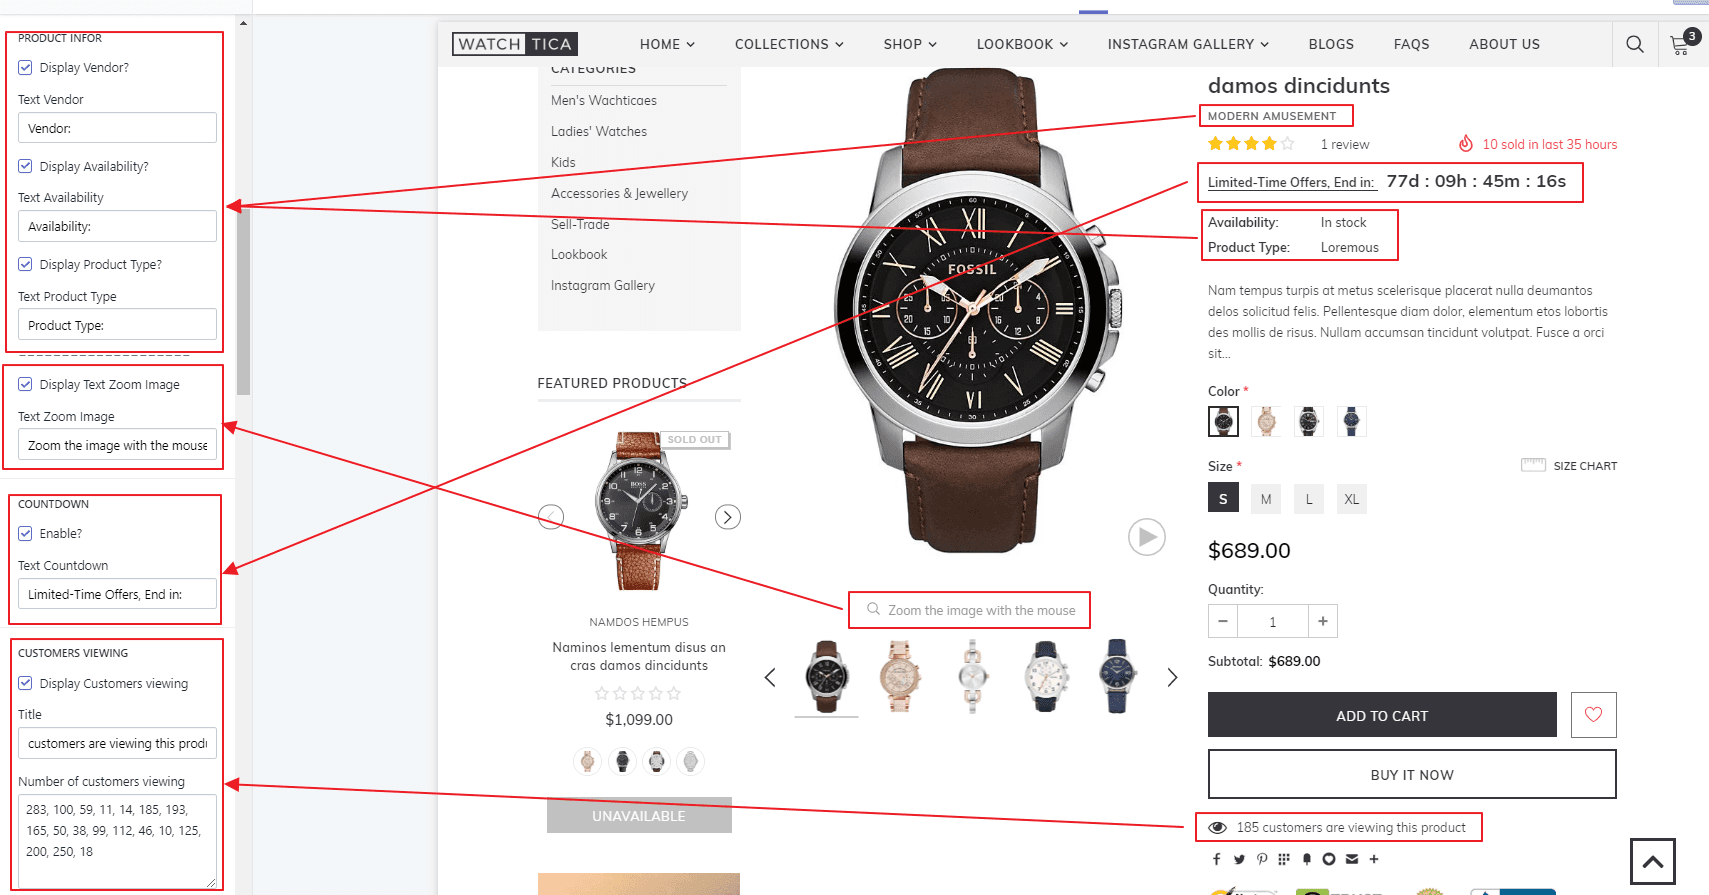 PRODUCT INFOR
Display Vendor?
Text Vendor
Vendor:
Display Availability?
Text Availability
Availability:
Display Product Type?
Text Product Type
Product Type:
Display Text Zoom Image
Text Zoom Image
Zoom the image with the mouse
COUNTDOWN
Enable?
Text Countdown
Limited-Time Offers, End in:
CUSTOMERS VIEWING
Display Customers viewing
Title
customers are viewing this produ
Number of customers viewing
283, 100, 59, 11, 14, 185, 193,
165, 50, 38, 99, 112, 46, 10, 125,
200, 250, 18
WATCH TICA
HOME
COLLECTIONS
SHOP
LOOKBOOK
INSTAGRAM GALLERY
BLOGS
FAQS
ABOUT US
3
CATEGORIES
Men's Wachticaes
Ladies' Watches
Kids
Accessories & Jewellery
Sell-Trade
Lookbook
Instagram Gallery
FEATURED PRODUCTS
SOLD OUT
BOSS
NAMDOS HEMPUS
Naminos lementum disus an
cras damos dincidunts
$1,099.00
UNAVAILABLE
FOSSIL
Zoom the image with the mouse
damos dincidunts
MODERN AMUSEMENT
1 review
10 sold in last 35 hours
Limited-Time Offers, End in: 77d : 09h : 45m : 16s
Availability: In stock
Product Type: Loremous
Nam tempus turpis at metus scelerisque placerat nulla deumantos
delos solicitud felis. Pellentesque diam dolor, elementum etos lobortis
des mollis de risus. Nullam accumsan tincidunt volutpat. Fusce a orci
sit...
Color *
Size *
SIZE CHART
S M L XL
$689.00
Quantity:
− 1 +
Subtotal: $689.00
ADD TO CART
BUY IT NOW
185 customers are viewing this product